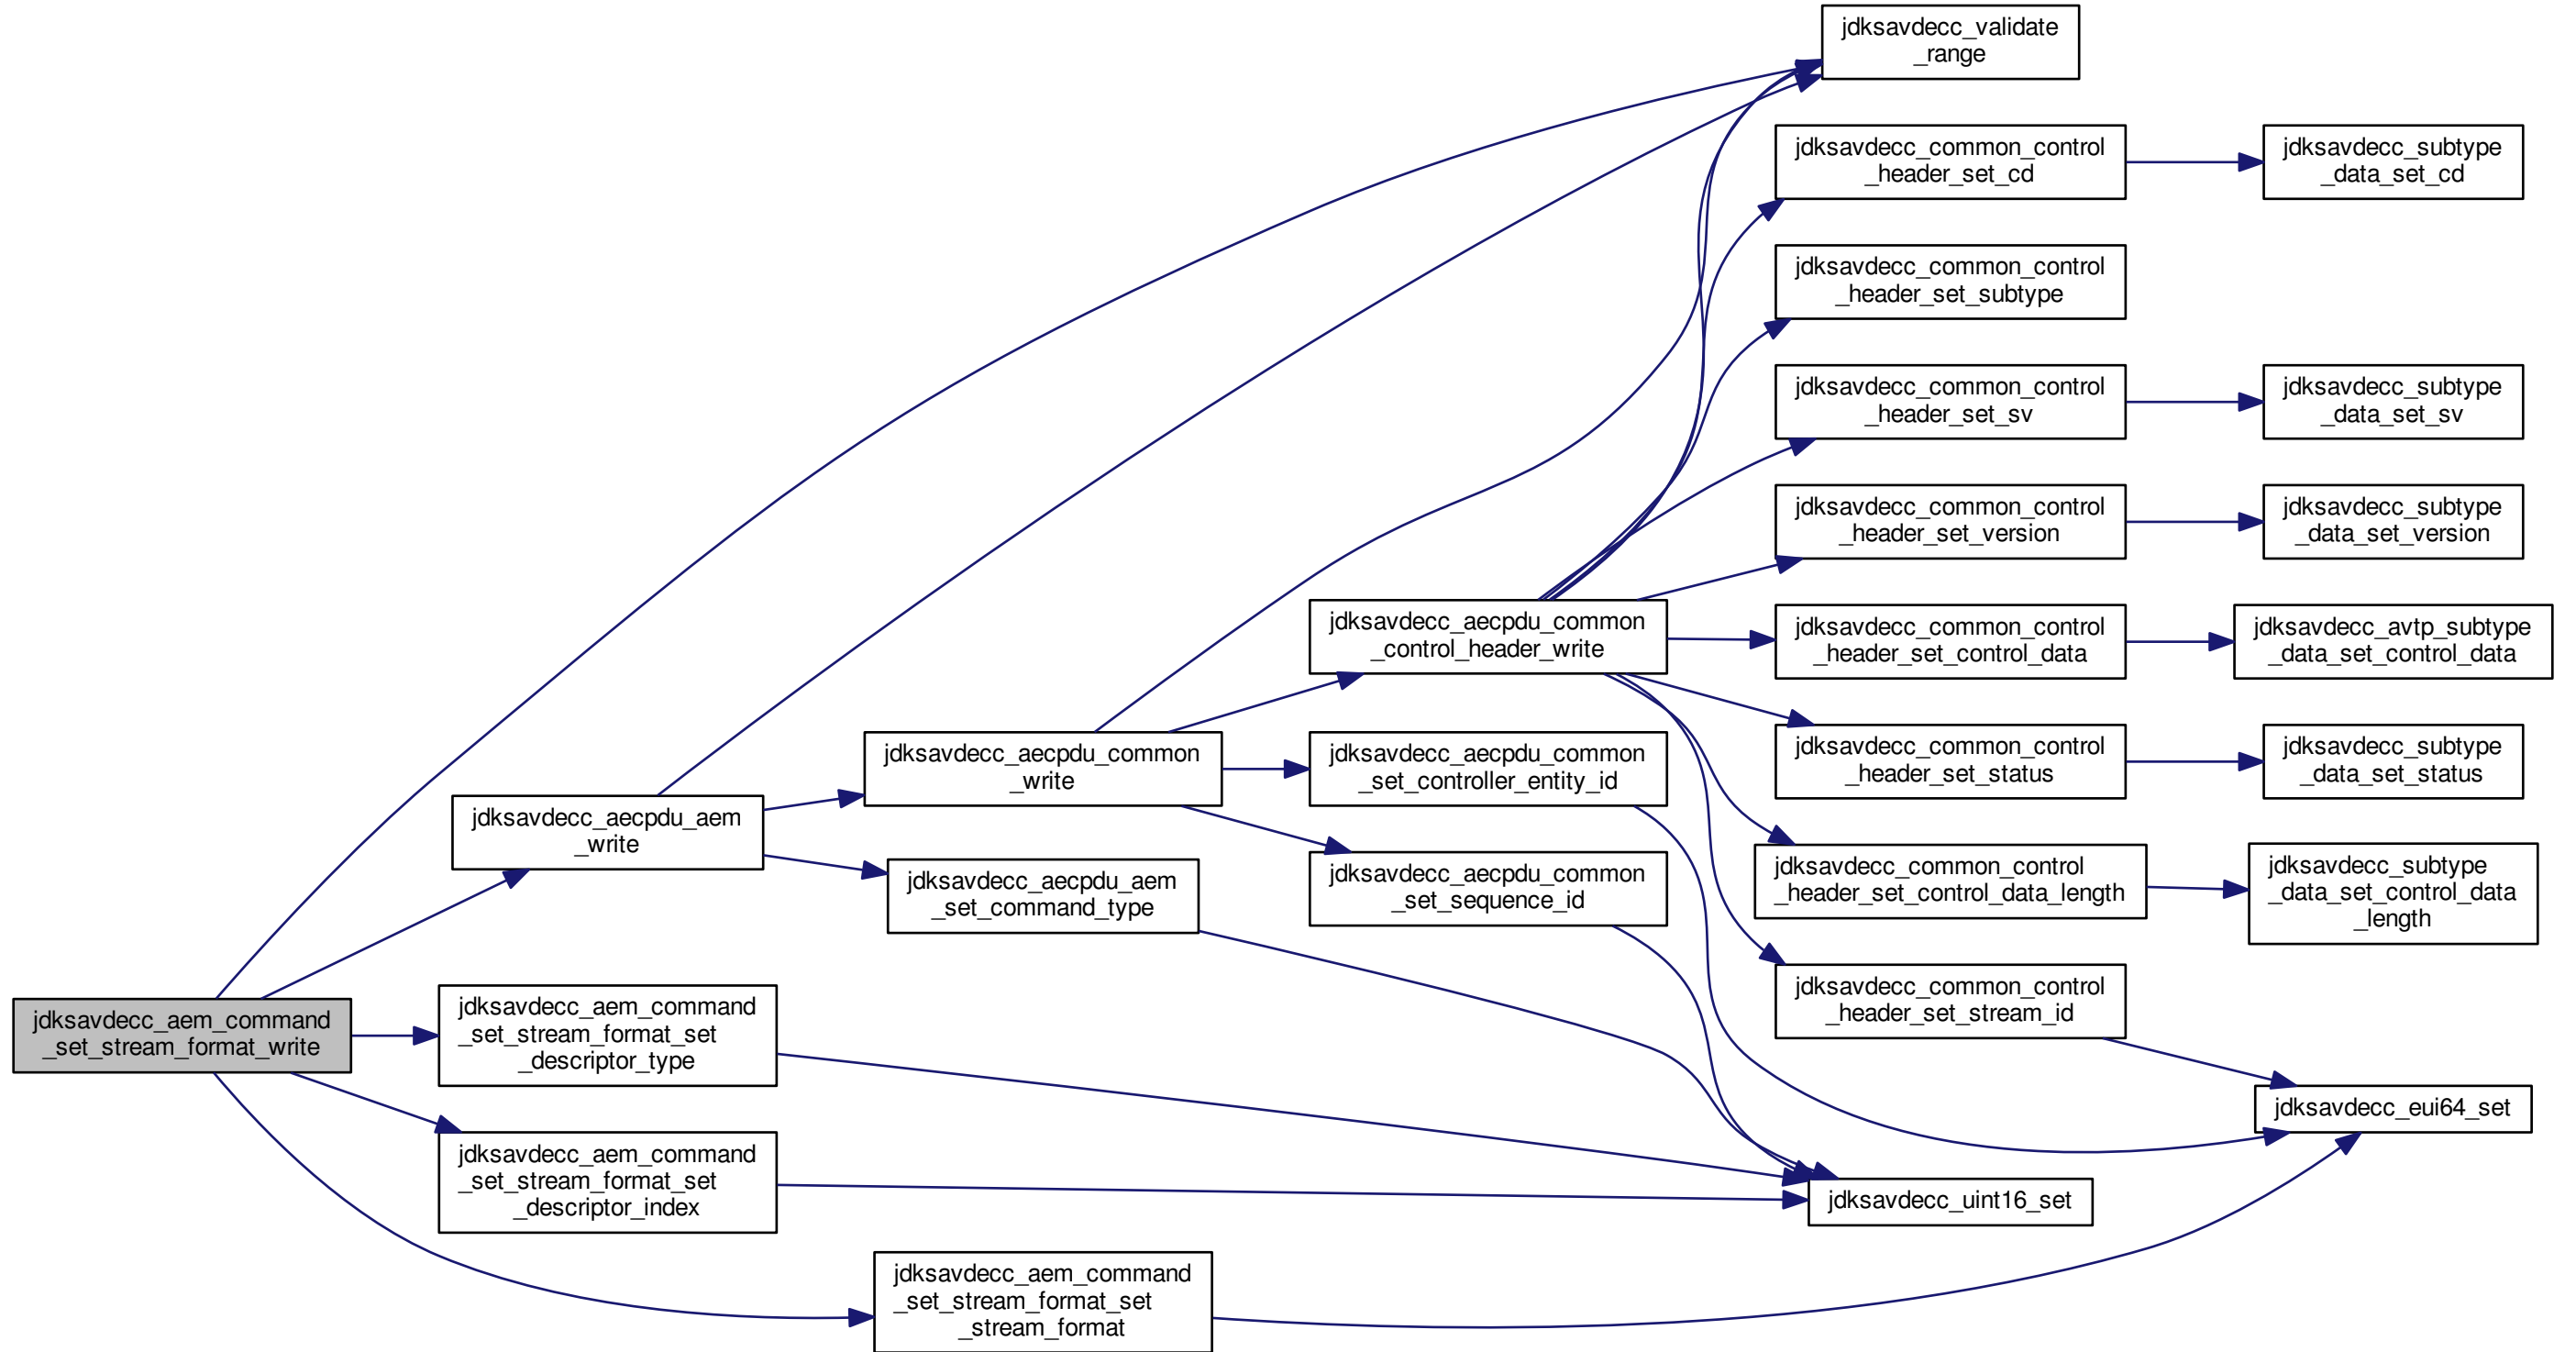 jdksavdecc_validate
_range
jdksavdecc_common_control
_header_set_cd
jdksavdecc_subtype
_data_set_cd
jdksavdecc_common_control
_header_set_subtype
jdksavdecc_common_control
_header_set_sv
jdksavdecc_subtype
_data_set_sv
jdksavdecc_common_control
_header_set_version
jdksavdecc_subtype
_data_set_version
jdksavdecc_aecpdu_common
_control_header_write
jdksavdecc_common_control
_header_set_control_data
jdksavdecc_avtp_subtype
_data_set_control_data
jdksavdecc_aecpdu_common
_write
jdksavdecc_aecpdu_common
_set_controller_entity_id
jdksavdecc_common_control
_header_set_status
jdksavdecc_subtype
_data_set_status
jdksavdecc_aecpdu_aem
_write
jdksavdecc_aecpdu_aem
_set_command_type
jdksavdecc_aecpdu_common
_set_sequence_id
jdksavdecc_common_control
_header_set_control_data_length
jdksavdecc_subtype
_data_set_control_data
_length
jdksavdecc_common_control
_header_set_stream_id
jdksavdecc_aem_command
_set_stream_format_write
jdksavdecc_aem_command
_set_stream_format_set
_descriptor_type
jdksavdecc_eui64_set
jdksavdecc_aem_command
_set_stream_format_set
_descriptor_index
jdksavdecc_uint16_set
jdksavdecc_aem_command
_set_stream_format_set
_stream_format